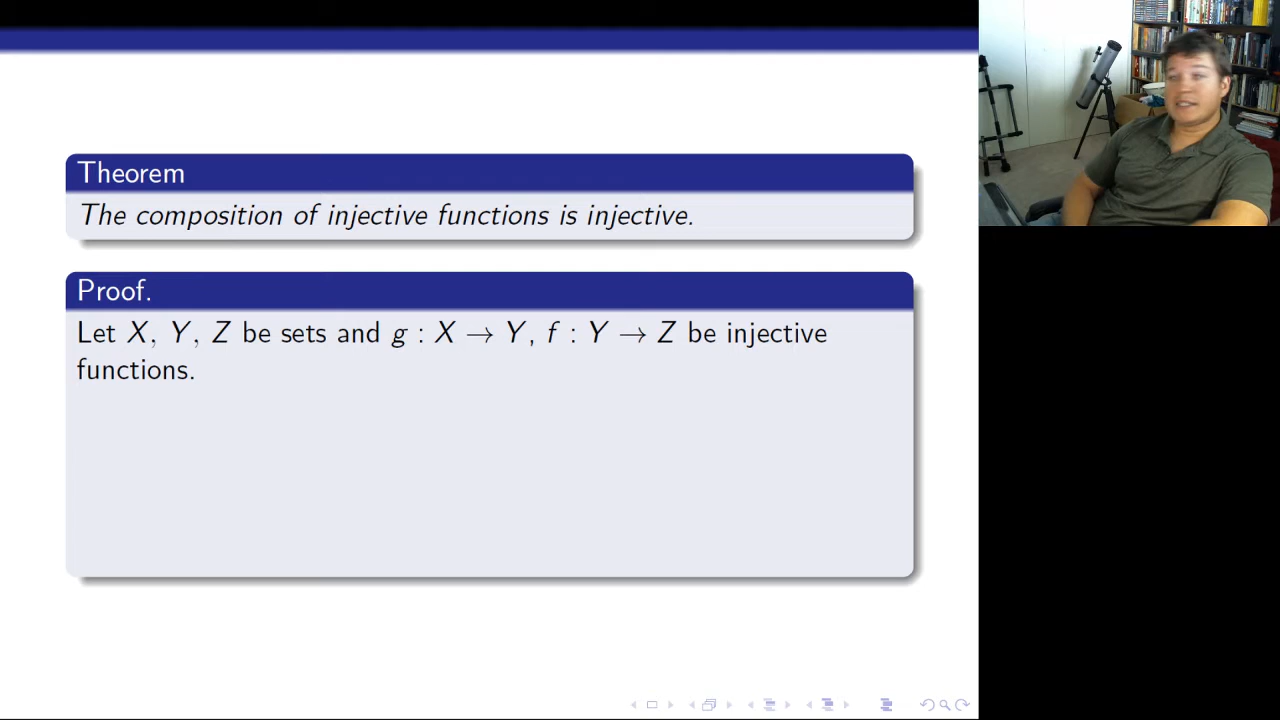 Theorem
The composition of injective functions is injective.
Proof.
Let X, Y, Z be sets and g : X → Y, f : Y → Z be injective
functions.